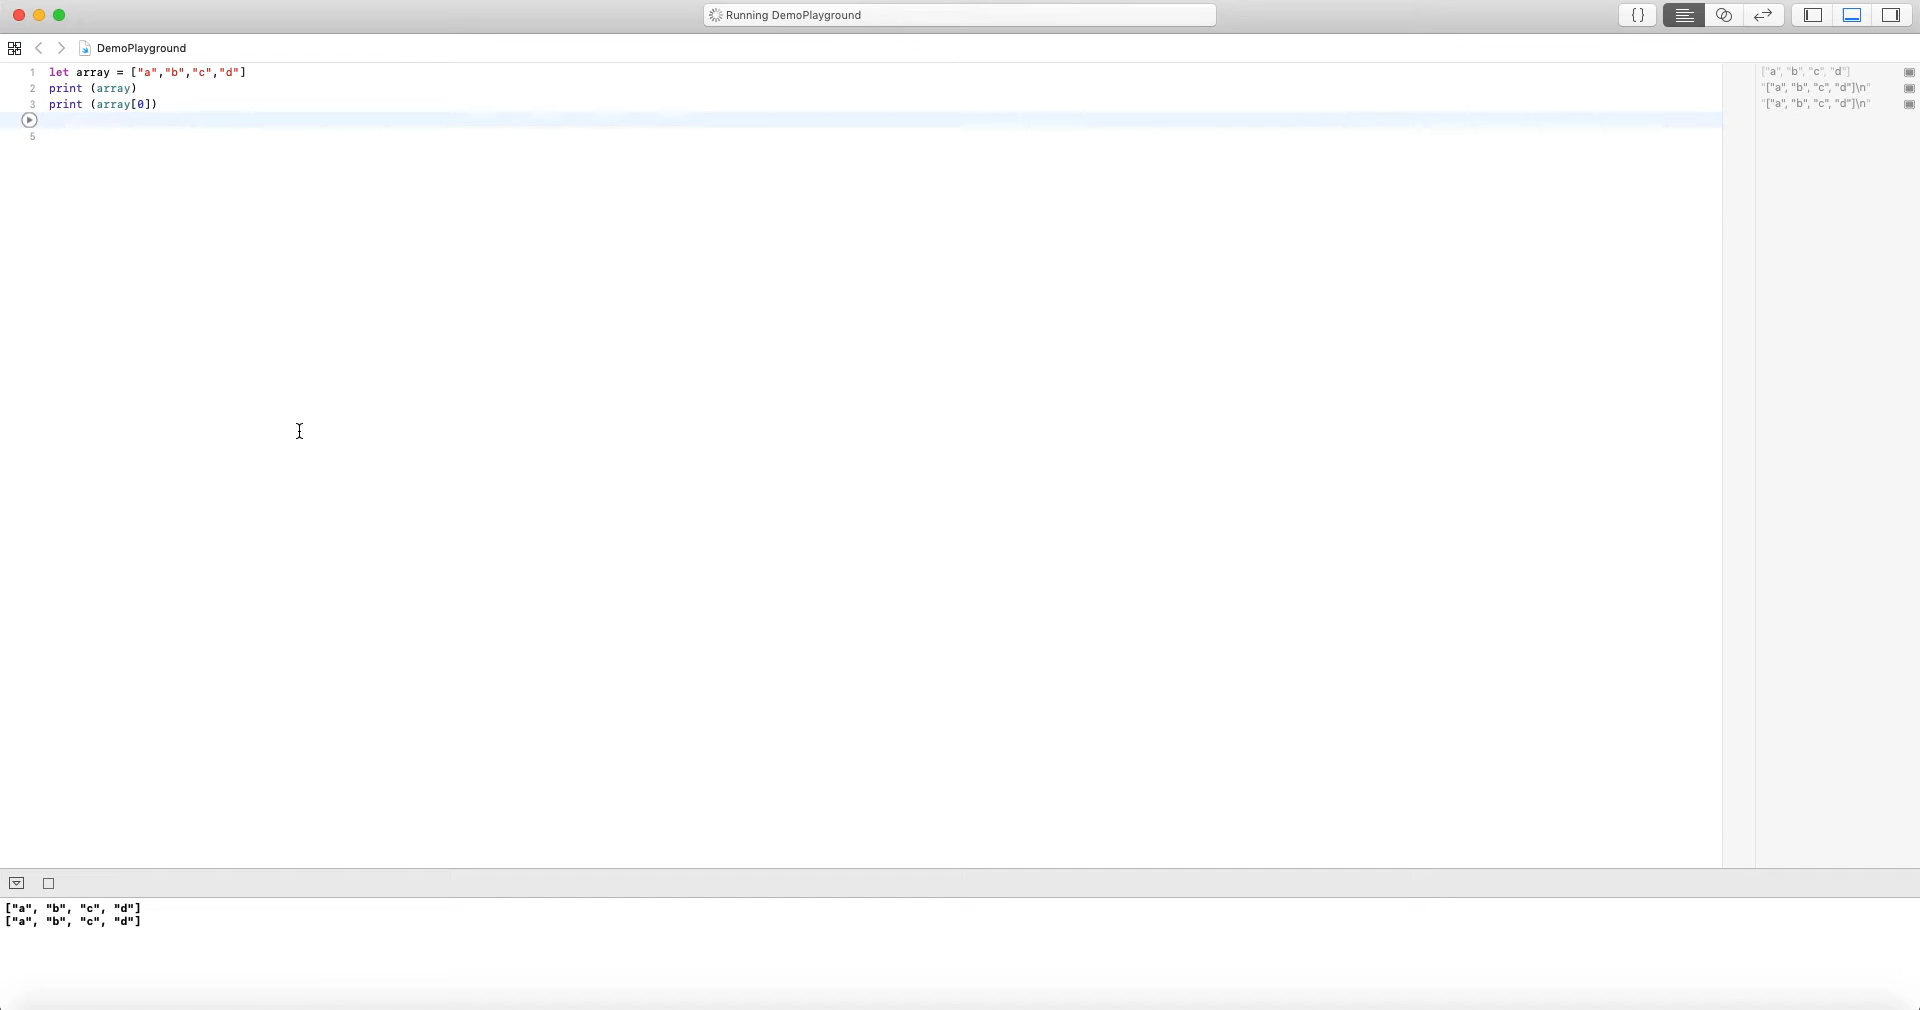 Running DemoPlayground
{ }
DemoPlayground
1 let array = ["a","b","c","d"]
2 print (array)
3 print (array[0])
5
["a", "b", "c", "d"]
"["a", "b", "c", "d"]\n"
"["a", "b", "c", "d"]\n"
["a", "b", "c", "d"]
["a", "b", "c", "d"]